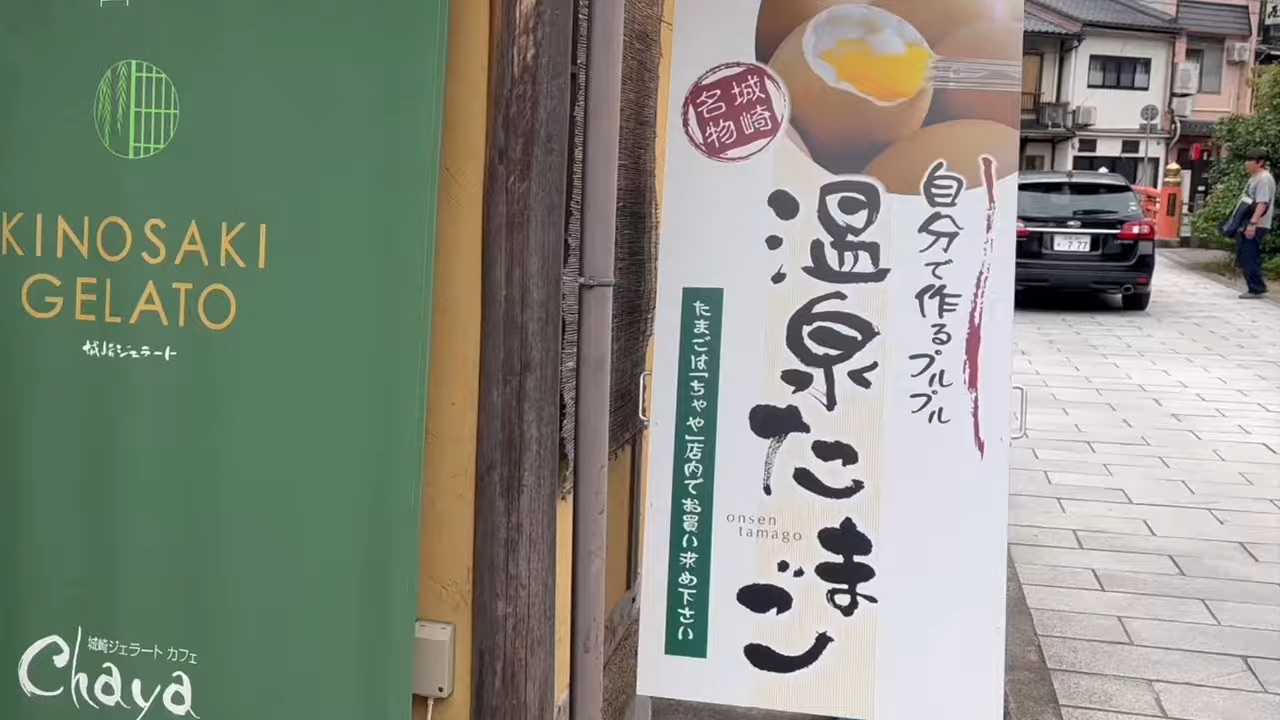 KINOSAKI
GELATO
城崎ジェラート
城崎ジェラート カフェ
Chaya
城崎
名物
自分で作るプルプル
温泉たまご
onsen
tamago
たまごは「ちゃや」店内でお買い求め下さい
7 77